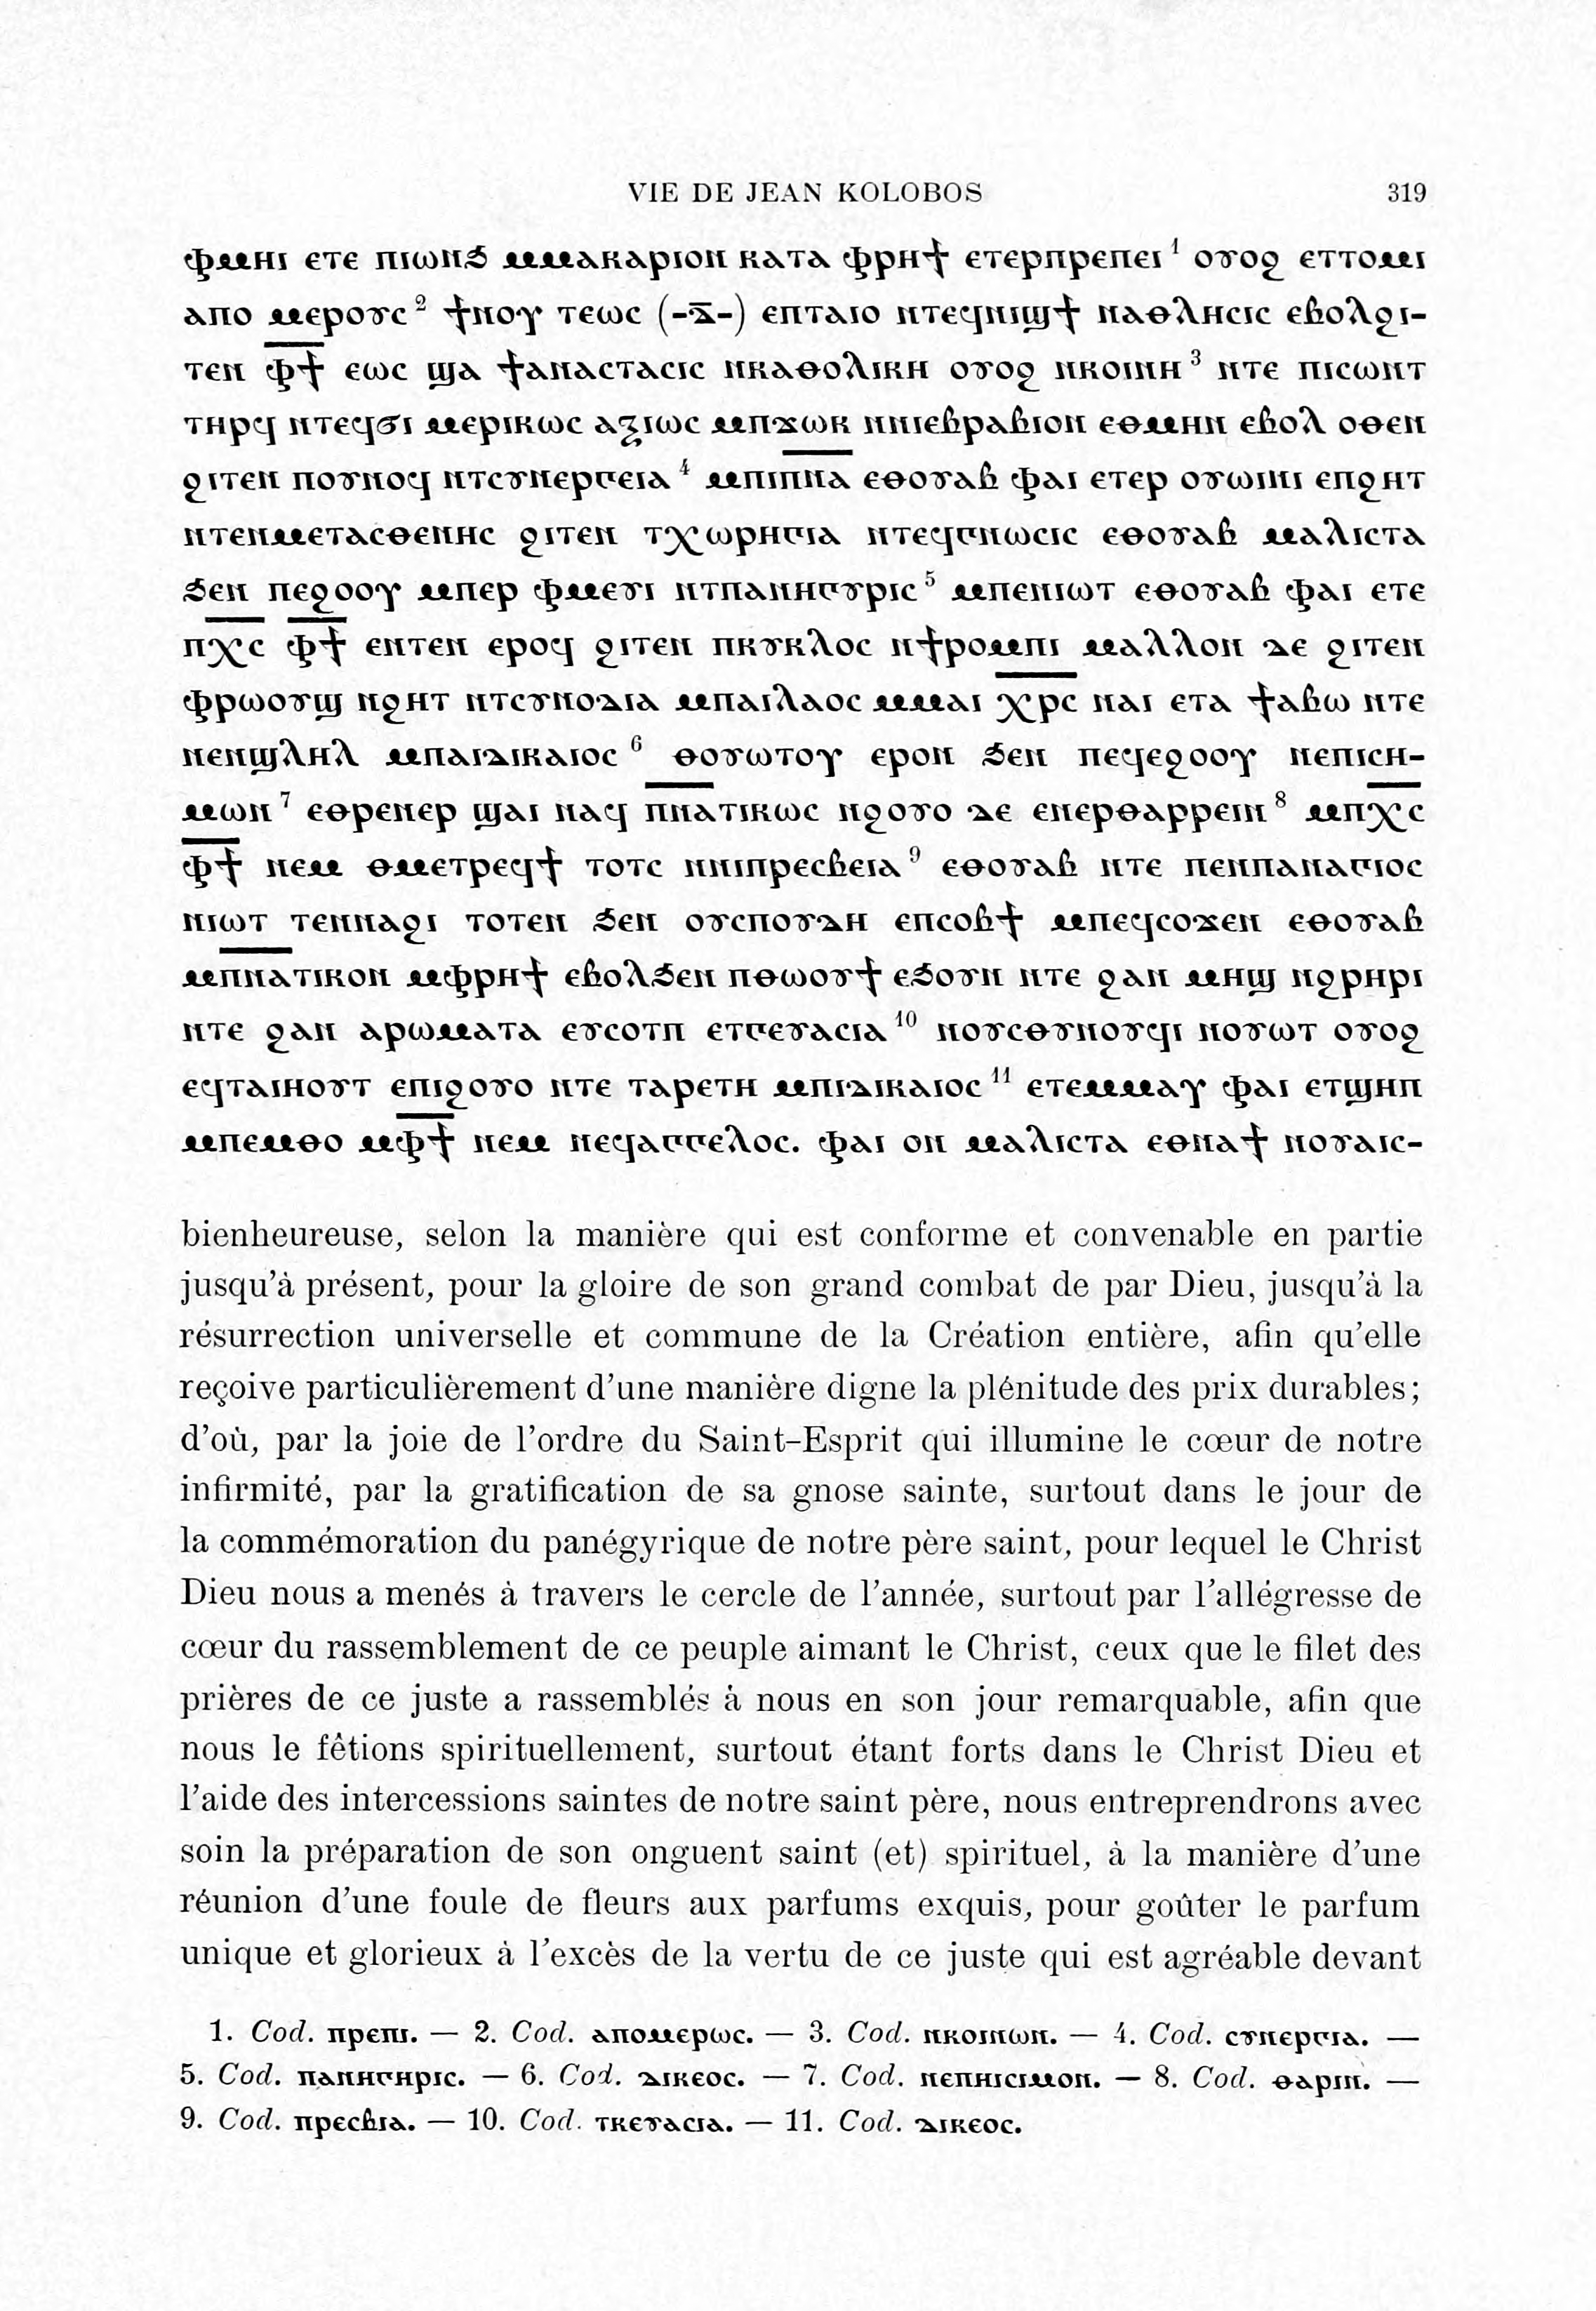 VIE DE JEAN KOLOBOS 319
ⲫⲙⲏⲓ ⲉⲧⲉ ⲡⲓⲱⲛϧ ⲙⲙⲁⲕⲁⲣⲓⲟⲛ ⲕⲁⲧⲁ ⲫⲣⲏϯ ⲉⲧⲉⲣⲡⲣⲉⲡⲉⲓ ¹ ⲟⲩⲟϩ ⲉⲧⲧⲟⲙⲓ
ⲁⲡⲟ ⲙⲉⲣⲟⲩⲥ ² ϯⲛⲟⲩ ⲧⲉⲱⲥ (-ⲇ̅-) ⲉⲡⲧⲁⲓⲟ ⲛⲧⲉϥⲛⲓϣϯ ⲛⲁⲑⲗⲏⲥⲓⲥ ⲉⲃⲟⲗϩⲓ-
ⲧⲉⲛ ⲫ̅ϯ̅ ⲉⲱⲥ ϣⲁ ϯⲁⲛⲁⲥⲧⲁⲥⲓⲥ ⲛⲕⲁⲑⲟⲗⲓⲕⲏ ⲟⲩⲟϩ ⲛⲕⲟⲓⲛⲏ ³ ⲛⲧⲉ ⲡⲓⲥⲱⲛⲧ
ⲧⲏⲣϥ ⲛⲧⲉϥϭⲓ ⲙⲉⲣⲓⲕⲱⲥ ⲁⲝⲓⲱⲥ ⲙⲡϫⲱⲕ ⲛⲛⲓⲉⲃⲣⲁⲃⲓⲟⲛ ⲉⲑⲙⲏⲛ ⲉⲃⲟⲗ ⲟⲑⲉⲛ
ϩⲓⲧⲉⲛ ⲡⲟⲩⲛⲟϥ ⲛⲧⲥⲩⲛⲉⲣⲅⲉⲓⲁ ⁴ ⲙⲡⲓⲡ̅ⲛ̅ⲁ̅ ⲉⲑⲟⲩⲁⲃ ⲫⲁⲓ ⲉⲧⲉⲣ ⲟⲩⲱⲓⲛⲓ ⲉⲡϩⲏⲧ
ⲛⲧⲉⲛⲙⲉⲧⲁⲥⲑⲉⲛⲏⲥ ϩⲓⲧⲉⲛ ⲧⲭⲱⲣⲏⲅⲓⲁ ⲛⲧⲉϥⲅⲛⲱⲥⲓⲥ ⲉⲑⲟⲩⲁⲃ ⲙⲁⲗⲓⲥⲧⲁ
ϧⲉⲛ ⲡⲉϩⲟⲟⲩ ⲙⲡⲉⲣ ⲫⲙⲉⲩⲓ ⲛⲧⲡⲁⲛⲏⲅⲩⲣⲓⲥ ⁵ ⲙⲡⲉⲛⲓⲱⲧ ⲉⲑⲟⲩⲁⲃ ⲫⲁⲓ ⲉⲧⲉ
ⲡⲭ̅ⲥ̅ ⲫ̅ϯ̅ ⲉⲛⲧⲉⲛ ⲉⲣⲟϥ ϩⲓⲧⲉⲛ ⲡⲕⲩⲕⲗⲟⲥ ⲛϯⲣⲟⲙⲡⲓ ⲙⲁⲗⲗⲟⲛ ⲇⲉ ϩⲓⲧⲉⲛ
ⲫⲣⲱⲟⲩϣ ⲛϩⲏⲧ ⲛⲧⲥⲩⲛⲟⲇⲓⲁ ⲙⲡⲁⲓⲗⲁⲟⲥ ⲙⲙⲁⲓ ⲭ̅ⲣ̅ⲥ̅ ⲛⲁⲓ ⲉⲧⲁ ϯⲁⲃⲱ ⲛⲧⲉ
ⲛⲉⲛϣⲗⲏⲗ ⲙⲡⲁⲓⲇⲓⲕⲁⲓⲟⲥ ⁶ ⲑⲟⲩⲱⲧⲟⲩ ⲉⲣⲟⲛ ϧⲉⲛ ⲡⲉϥⲉϩⲟⲟⲩ ⲛⲉⲡⲓⲥⲏ-
ⲙⲱⲛ ⁷ ⲉⲑⲣⲉⲛⲉⲣ ϣⲁⲓ ⲛⲁϥ ⲡ̅ⲛ̅ⲁ̅ⲧⲓⲕⲱⲥ ⲛϩⲟⲩⲟ ⲇⲉ ⲉⲛⲉⲣⲑⲁⲣⲣⲉⲓⲛ ⁸ ⲙⲡⲭ̅ⲥ̅
ⲫ̅ϯ̅ ⲛⲉⲙ ⲑⲙⲉⲧⲣⲉϥϯ ⲧⲟⲧⲥ ⲛⲛⲓⲡⲣⲉⲥⲃⲉⲓⲁ ⁹ ⲉⲑⲟⲩⲁⲃ ⲛⲧⲉ ⲡⲉⲛⲡⲁⲛⲁⲅⲓⲟⲥ
ⲛⲓⲱⲧ ⲧⲉⲛⲛⲁϩⲓ ⲧⲟⲧⲉⲛ ϧⲉⲛ ⲟⲩⲥⲡⲟⲩⲇⲏ ⲉⲡⲥⲟⲃϯ ⲙⲡⲉϥⲥⲟϫⲉⲛ ⲉⲑⲟⲩⲁⲃ
ⲙⲡ̅ⲛ̅ⲁ̅ⲧⲓⲕⲟⲛ ⲙⲫⲣⲏϯ ⲉⲃⲟⲗϧⲉⲛ ⲡⲑⲱⲟⲩϯ ⲉϧⲟⲩⲛ ⲛⲧⲉ ϩⲁⲛ ⲙⲏϣ ⲛϩⲣⲏⲣⲓ
ⲛⲧⲉ ϩⲁⲛ ⲁⲣⲱⲙⲁⲧⲁ ⲉⲩⲥⲟⲧⲡ ⲉⲧⲅⲉⲩⲁⲥⲓⲁ ¹⁰ ⲛⲟⲩⲥⲑⲩⲛⲟⲩϥⲓ ⲛⲟⲩⲱⲧ ⲟⲩⲟϩ
ⲉϥⲧⲁⲓⲏⲟⲩⲧ ⲉⲡⲓϩⲟⲩⲟ ⲛⲧⲉ ⲧⲁⲣⲉⲧⲏ ⲙⲡⲓⲇⲓⲕⲁⲓⲟⲥ ¹¹ ⲉⲧⲉⲙⲙⲁⲩ ⲫⲁⲓ ⲉⲧϣⲏⲡ
ⲙⲡⲉⲙⲑⲟ ⲙⲫ̅ϯ̅ ⲛⲉⲙ ⲛⲉϥⲁⲅⲅⲉⲗⲟⲥ. ⲫⲁⲓ ⲟⲛ ⲙⲁⲗⲓⲥⲧⲁ ⲉⲑⲛⲁϯ ⲛⲟⲩⲁⲓⲥ-
bienheureuse, selon la manière qui est conforme et convenable en partie
jusqu'à présent, pour la gloire de son grand combat de par Dieu, jusqu'à la
résurrection universelle et commune de la Création entière, afin qu'elle
reçoive particulièrement d'une manière digne la plénitude des prix durables;
d'où, par la joie de l'ordre du Saint-Esprit qui illumine le cœur de notre
infirmité, par la gratification de sa gnose sainte, surtout dans le jour de
la commémoration du panégyrique de notre père saint, pour lequel le Christ
Dieu nous a menés à travers le cercle de l'année, surtout par l'allégresse de
cœur du rassemblement de ce peuple aimant le Christ, ceux que le filet des
prières de ce juste a rassemblés à nous en son jour remarquable, afin que
nous le fêtions spirituellement, surtout étant forts dans le Christ Dieu et
l'aide des intercessions saintes de notre saint père, nous entreprendrons avec
soin la préparation de son onguent saint (et) spirituel, à la manière d'une
réunion d'une foule de fleurs aux parfums exquis, pour goûter le parfum
unique et glorieux à l'excès de la vertu de ce juste qui est agréable devant
1. Cod. ⲡⲣⲉⲡⲓ. — 2. Cod. ⲁⲡⲟⲙⲉⲣⲱⲥ. — 3. Cod. ⲛⲕⲟⲓⲛⲱⲛ. — 4. Cod. ⲥⲩⲛⲉⲣⲅⲓⲁ. —
5. Cod. ⲡⲁⲛⲏⲅⲏⲣⲓⲥ. — 6. Cod. ⲇⲓⲕⲉⲟⲥ. — 7. Cod. ⲛⲉⲡⲏⲥⲓⲙⲟⲛ. — 8. Cod. ⲑⲁⲣⲓⲛ. —
9. Cod. ⲡⲣⲉⲥⲃⲓⲁ. — 10. Cod. ⲧⲕⲉⲩⲁⲥⲓⲁ. — 11. Cod. ⲇⲓⲕⲉⲟⲥ.